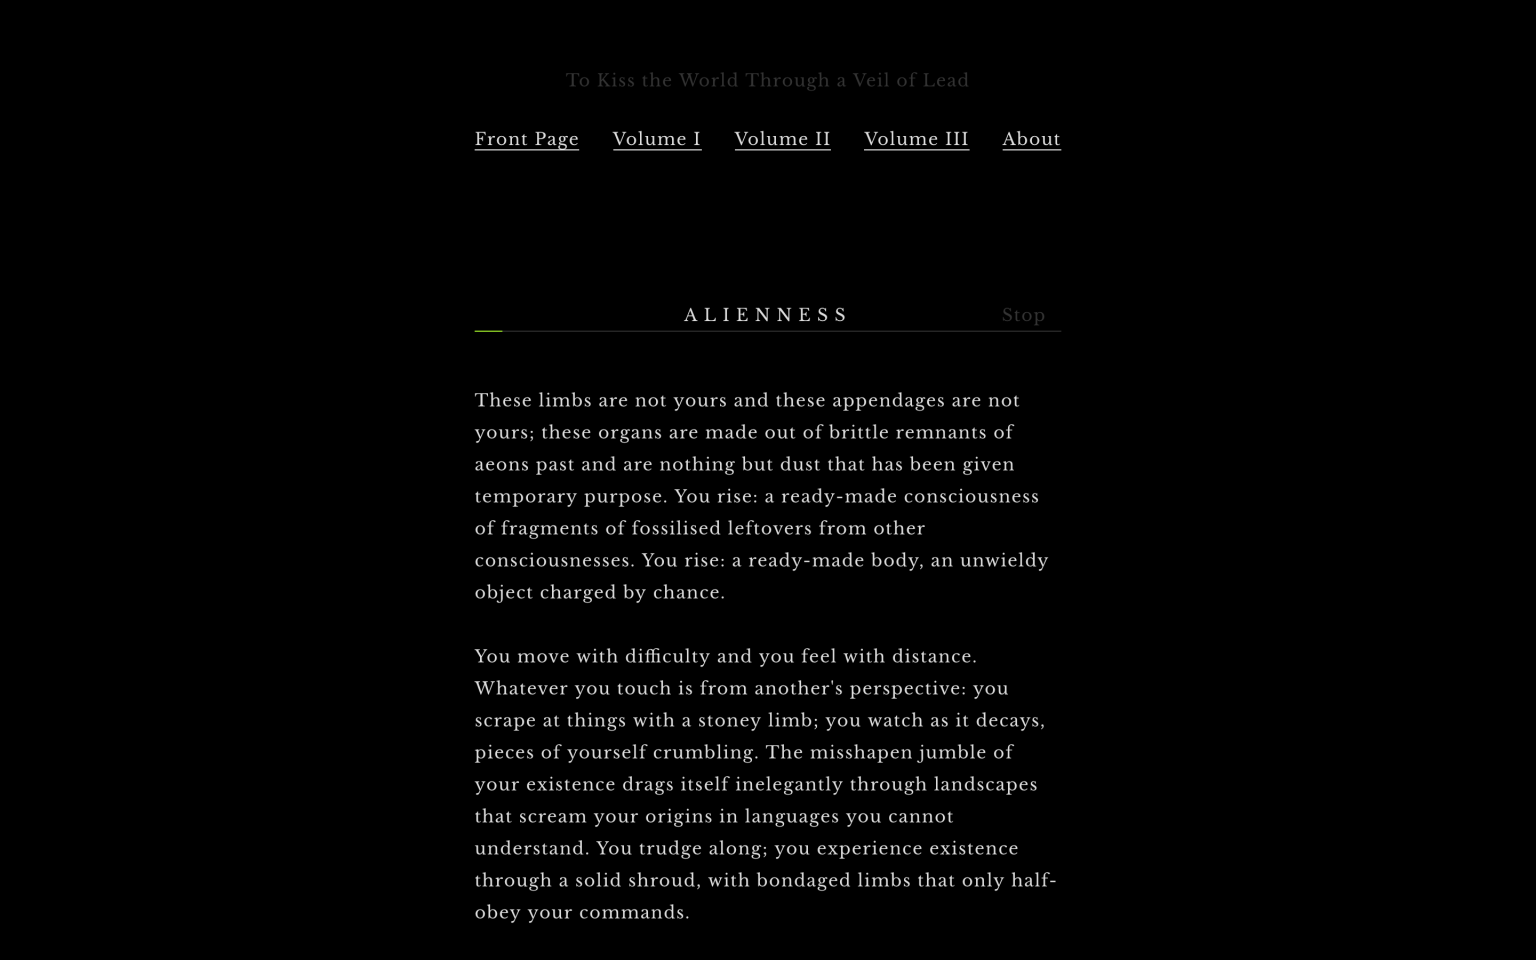 To Kiss the World Through a Veil of Lead
Front Page Volume I Volume II Volume III About
ALIENNESS Stop
These limbs are not yours and these appendages are not
yours; these organs are made out of brittle remnants of
aeons past and are nothing but dust that has been given
temporary purpose. You rise: a ready-made consciousness
of fragments of fossilised leftovers from other
consciousnesses. You rise: a ready-made body, an unwieldy
object charged by chance.
You move with difficulty and you feel with distance.
Whatever you touch is from another's perspective: you
scrape at things with a stoney limb; you watch as it decays,
pieces of yourself crumbling. The misshapen jumble of
your existence drags itself inelegantly through landscapes
that scream your origins in languages you cannot
understand. You trudge along; you experience existence
through a solid shroud, with bondaged limbs that only half-
obey your commands.